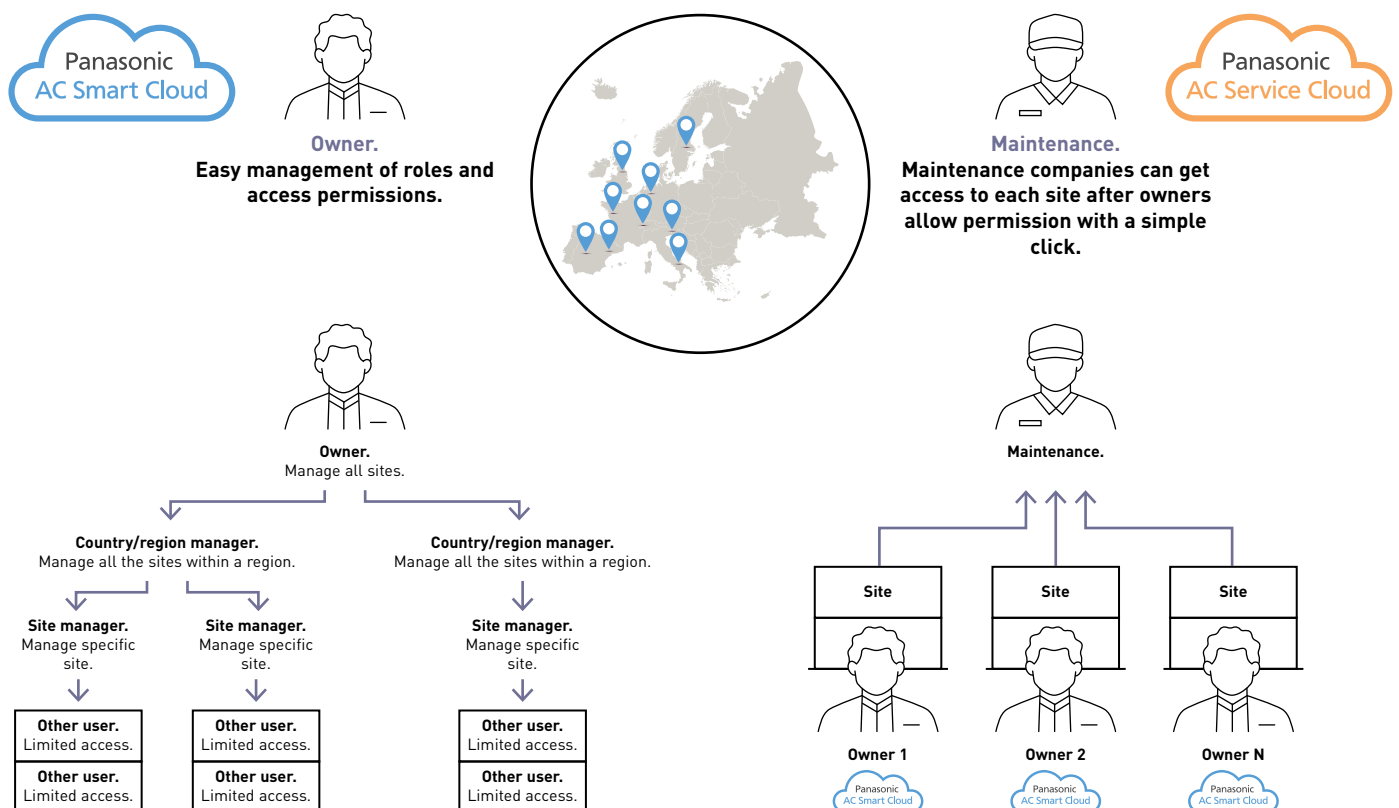 Panasonic
AC Smart Cloud
Owner.
Easy management of roles and
access permissions.
Maintenance.
Maintenance companies can get
access to each site after owners
allow permission with a simple
click.
Panasonic
AC Service Cloud
Owner.
Manage all sites.
Country/region manager.
Manage all the sites within a region.
Country/region manager.
Manage all the sites within a region.
Site manager.
Manage specific
site.
Site manager.
Manage specific
site.
Site manager.
Manage specific
site.
Other user.
Limited access.
Other user.
Limited access.
Other user.
Limited access.
Other user.
Limited access.
Other user.
Limited access.
Other user.
Limited access.
Maintenance.
Site
Site
Site
Owner 1
Owner 2
Owner N
Panasonic
AC Smart Cloud
Panasonic
AC Smart Cloud
Panasonic
AC Smart Cloud